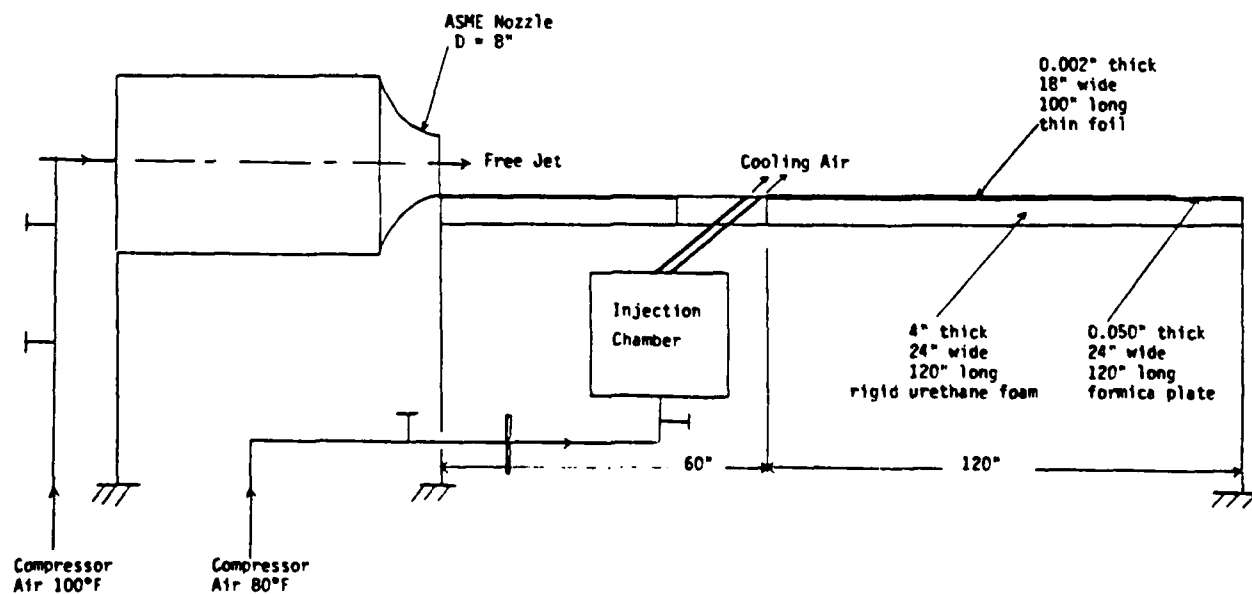 ASME Nozzle
D = 8"
0.002" thick
18" wide
100" long
thin foil
Free Jet
Cooling Air
Injection
Chamber
4" thick
24" wide
120" long
rigid urethane foam
0.050" thick
24" wide
120" long
formica plate
60"
120"
Compressor
Air 100°F
Compressor
Air 80°F